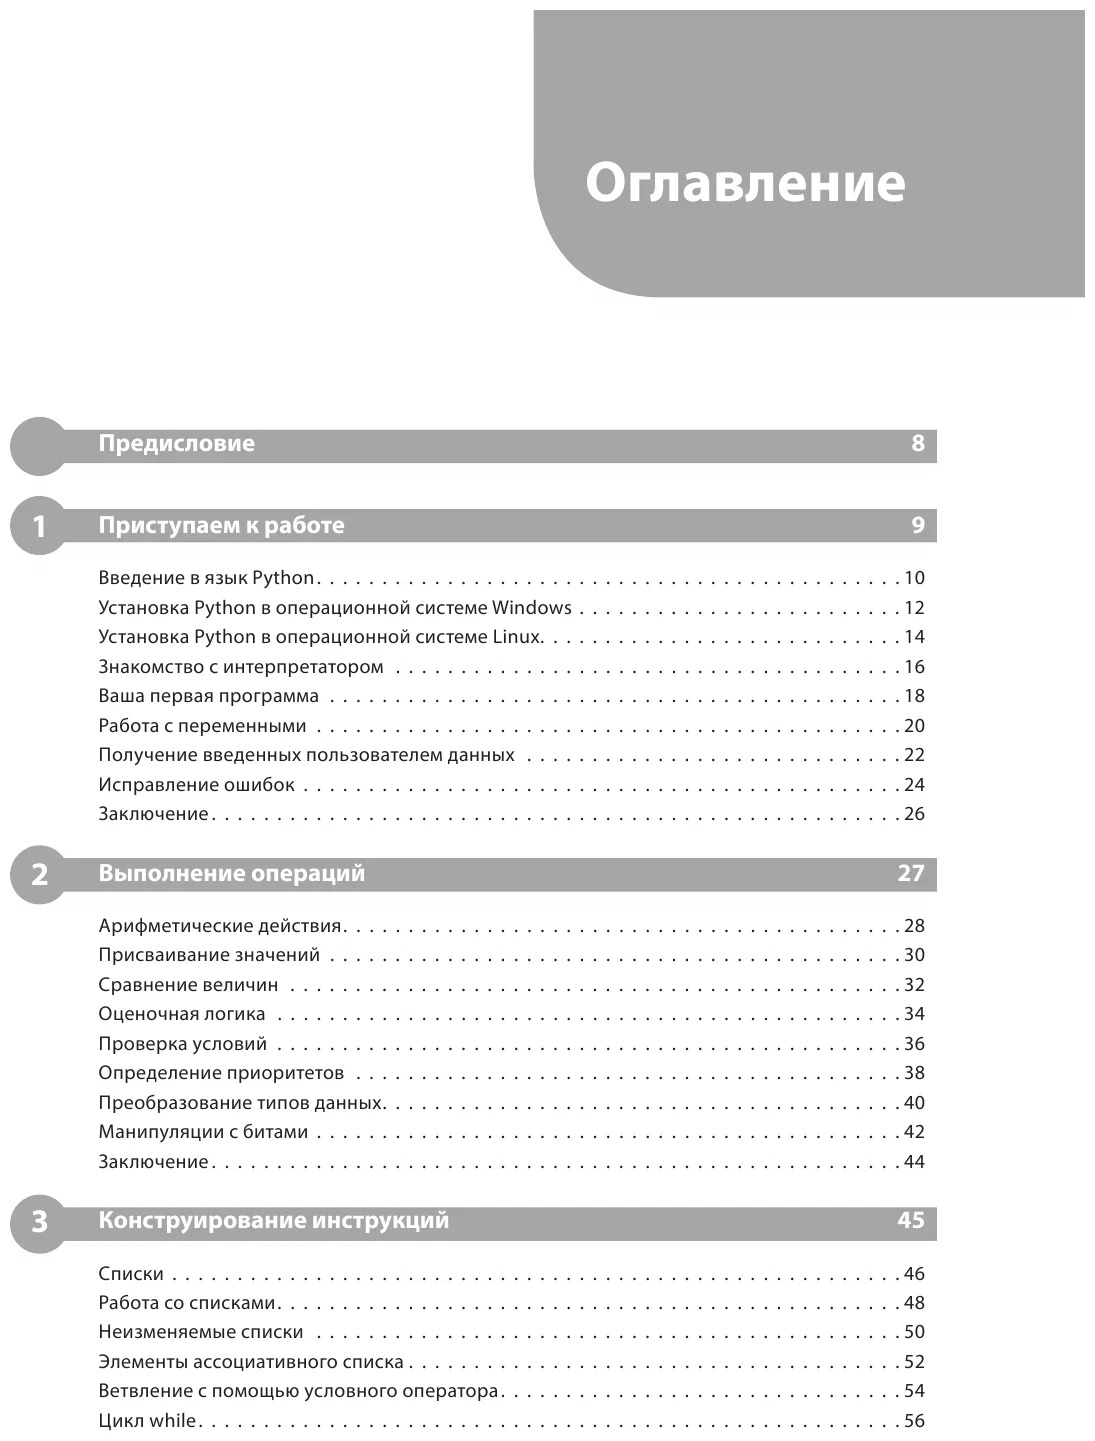 Оглавление
Предисловие 8
1 Приступаем к работе 9
Введение в язык Python. . . . . . . . . . . . . . . . . . . . . . . . . . . . . . . . . . . . . . . . . . . . . 10
Установка Python в операционной системе Windows . . . . . . . . . . . . . . . . . . . . . . . . . 12
Установка Python в операционной системе Linux. . . . . . . . . . . . . . . . . . . . . . . . . . . . 14
Знакомство с интерпретатором . . . . . . . . . . . . . . . . . . . . . . . . . . . . . . . . . . . . . . . 16
Ваша первая программа . . . . . . . . . . . . . . . . . . . . . . . . . . . . . . . . . . . . . . . . . . . . 18
Работа с переменными . . . . . . . . . . . . . . . . . . . . . . . . . . . . . . . . . . . . . . . . . . . . . 20
Получение введенных пользователем данных . . . . . . . . . . . . . . . . . . . . . . . . . . . . . 22
Исправление ошибок . . . . . . . . . . . . . . . . . . . . . . . . . . . . . . . . . . . . . . . . . . . . . . 24
Заключение. . . . . . . . . . . . . . . . . . . . . . . . . . . . . . . . . . . . . . . . . . . . . . . . . . . . . 26
2 Выполнение операций 27
Арифметические действия. . . . . . . . . . . . . . . . . . . . . . . . . . . . . . . . . . . . . . . . . . . 28
Присваивание значений . . . . . . . . . . . . . . . . . . . . . . . . . . . . . . . . . . . . . . . . . . . . 30
Сравнение величин . . . . . . . . . . . . . . . . . . . . . . . . . . . . . . . . . . . . . . . . . . . . . . . 32
Оценочная логика . . . . . . . . . . . . . . . . . . . . . . . . . . . . . . . . . . . . . . . . . . . . . . . . 34
Проверка условий . . . . . . . . . . . . . . . . . . . . . . . . . . . . . . . . . . . . . . . . . . . . . . . . 36
Определение приоритетов . . . . . . . . . . . . . . . . . . . . . . . . . . . . . . . . . . . . . . . . . . 38
Преобразование типов данных. . . . . . . . . . . . . . . . . . . . . . . . . . . . . . . . . . . . . . . . 40
Манипуляции с битами . . . . . . . . . . . . . . . . . . . . . . . . . . . . . . . . . . . . . . . . . . . . . 42
Заключение. . . . . . . . . . . . . . . . . . . . . . . . . . . . . . . . . . . . . . . . . . . . . . . . . . . . . 44
3 Конструирование инструкций 45
Списки . . . . . . . . . . . . . . . . . . . . . . . . . . . . . . . . . . . . . . . . . . . . . . . . . . . . . . . . 46
Работа со списками. . . . . . . . . . . . . . . . . . . . . . . . . . . . . . . . . . . . . . . . . . . . . . . . 48
Неизменяемые списки . . . . . . . . . . . . . . . . . . . . . . . . . . . . . . . . . . . . . . . . . . . . . 50
Элементы ассоциативного списка . . . . . . . . . . . . . . . . . . . . . . . . . . . . . . . . . . . . . . 52
Ветвление с помощью условного оператора. . . . . . . . . . . . . . . . . . . . . . . . . . . . . . . 54
Цикл while. . . . . . . . . . . . . . . . . . . . . . . . . . . . . . . . . . . . . . . . . . . . . . . . . . . . . . 56